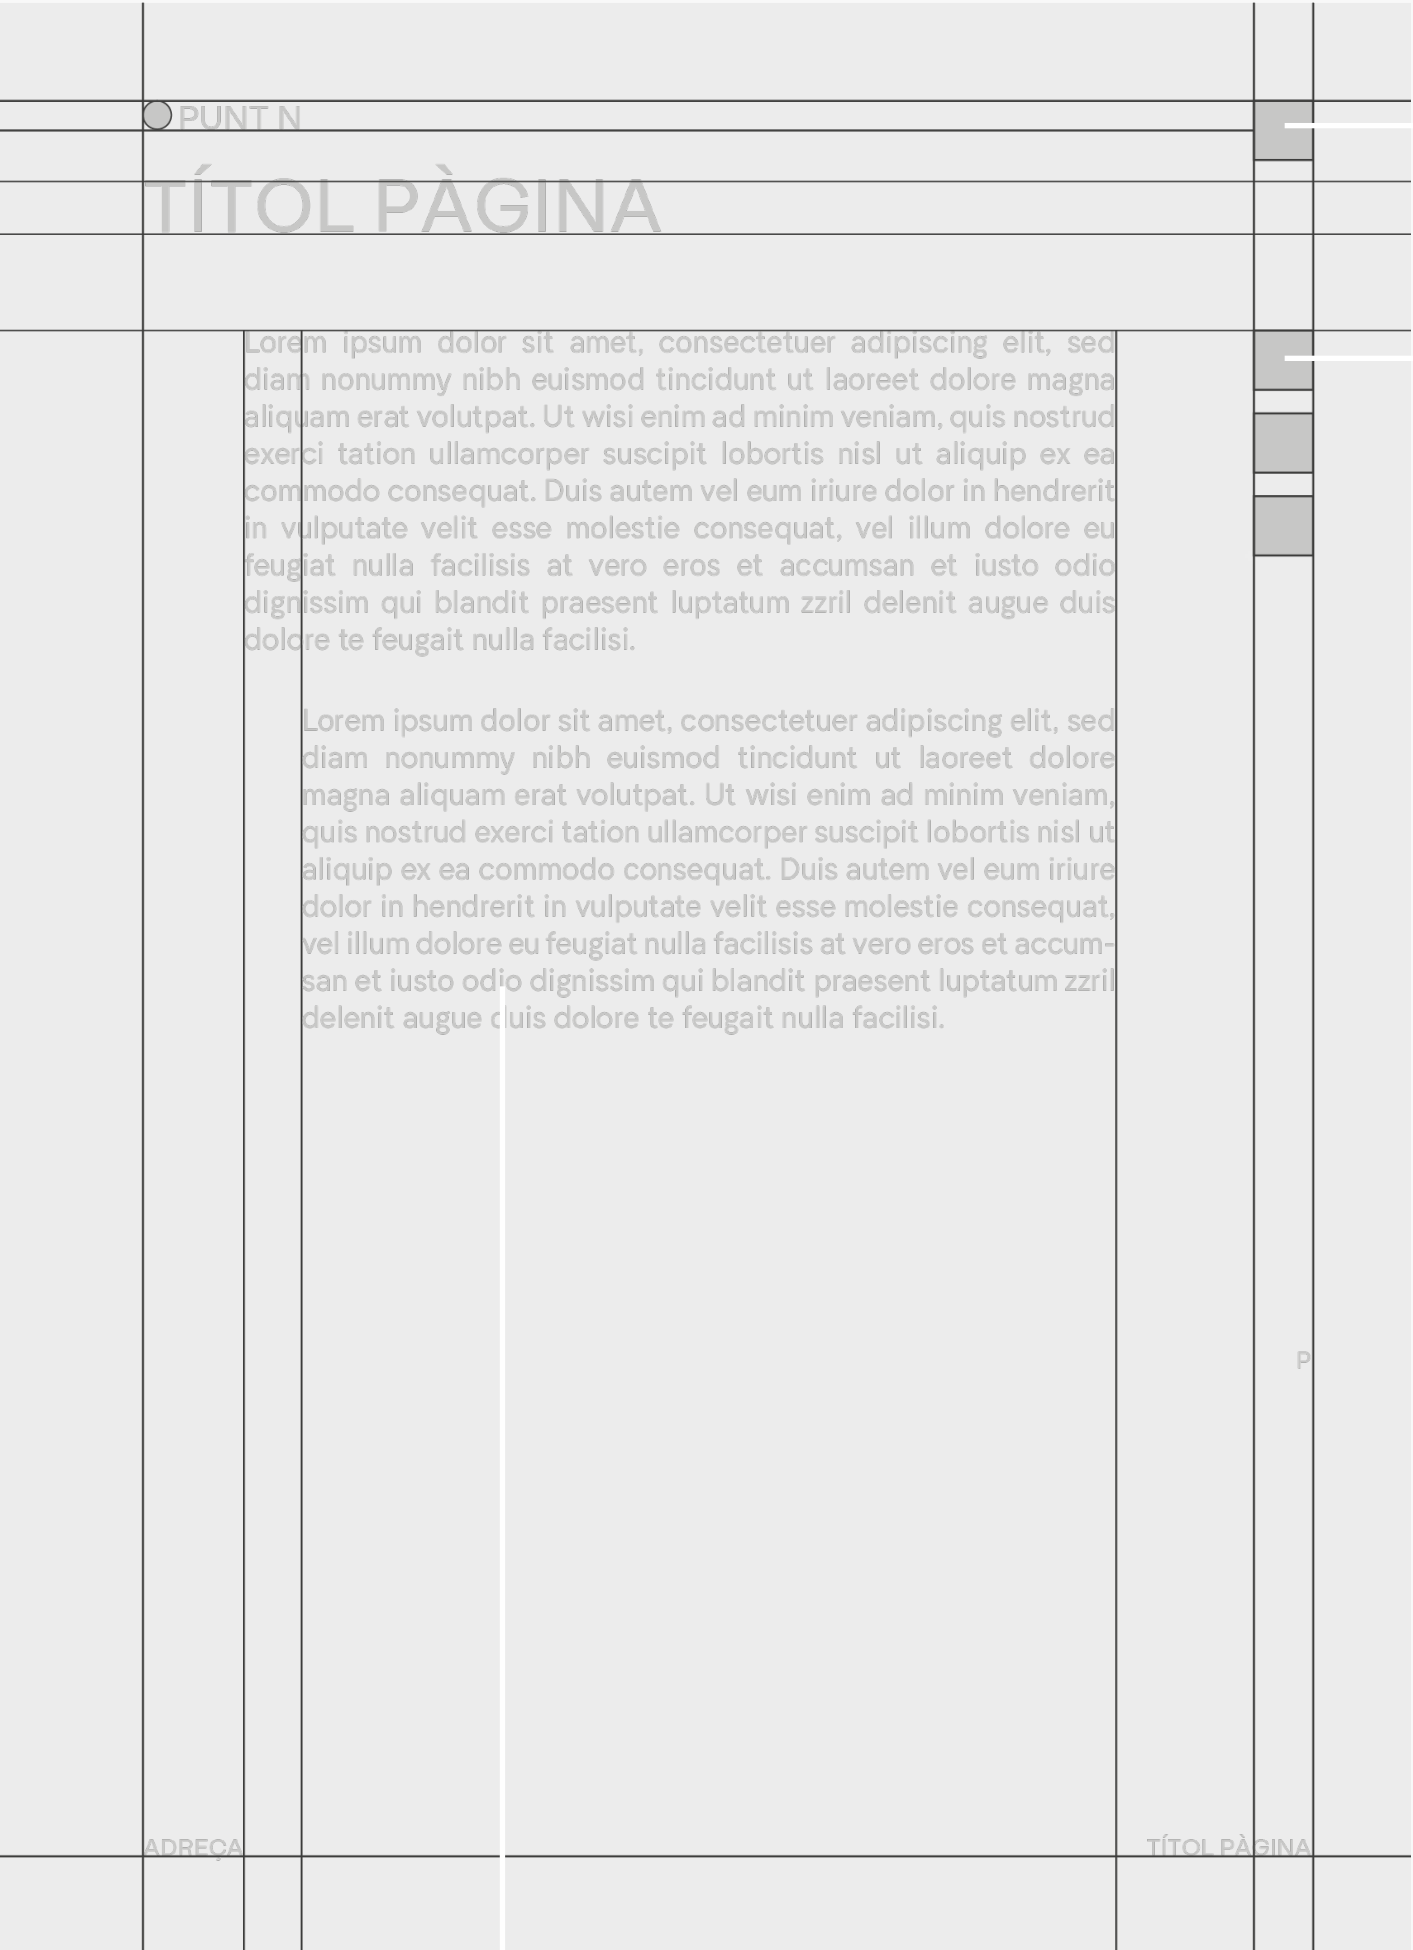 PUNT N
TÍTOL PÀGINA
Lorem ipsum dolor sit amet, consectetuer adipiscing elit, sed
diam nonummy nibh euismod tincidunt ut laoreet dolore magna
aliquam erat volutpat. Ut wisi enim ad minim veniam, quis nostrud
exerci tation ullamcorper suscipit lobortis nisl ut aliquip ex ea
commodo consequat. Duis autem vel eum iriure dolor in hendrerit
in vulputate velit esse molestie consequat, vel illum dolore eu
feugiat nulla facilisis at vero eros et accumsan et iusto odio
dignissim qui blandit praesent luptatum zzril delenit augue duis
dolore te feugait nulla facilisi.
Lorem ipsum dolor sit amet, consectetuer adipiscing elit, sed
diam nonummy nibh euismod tincidunt ut laoreet dolore
magna aliquam erat volutpat. Ut wisi enim ad minim veniam,
quis nostrud exerci tation ullamcorper suscipit lobortis nisl ut
aliquip ex ea commodo consequat. Duis autem vel eum iriure
dolor in hendrerit in vulputate velit esse molestie consequat,
vel illum dolore eu feugiat nulla facilisis at vero eros et accum-
san et iusto odio dignissim qui blandit praesent luptatum zzril
delenit augue duis dolore te feugait nulla facilisi.
P
ADREÇA
TÍTOL PÀGINA